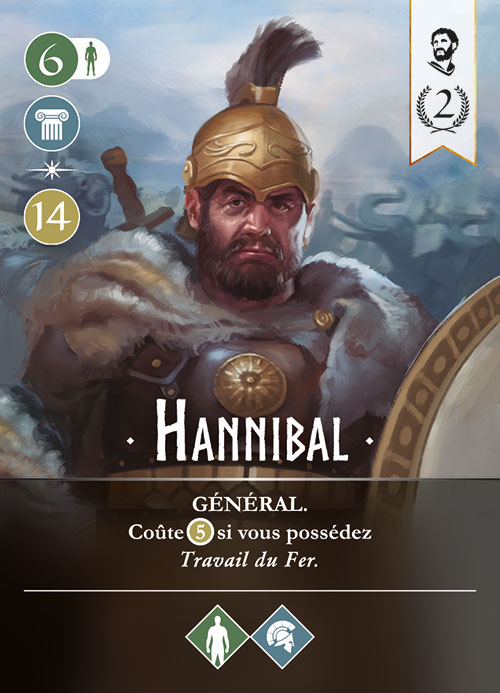 6
2
14
· HANNIBAL ·
GÉNÉRAL.
Coûte 5 si vous possédez
Travail du Fer.